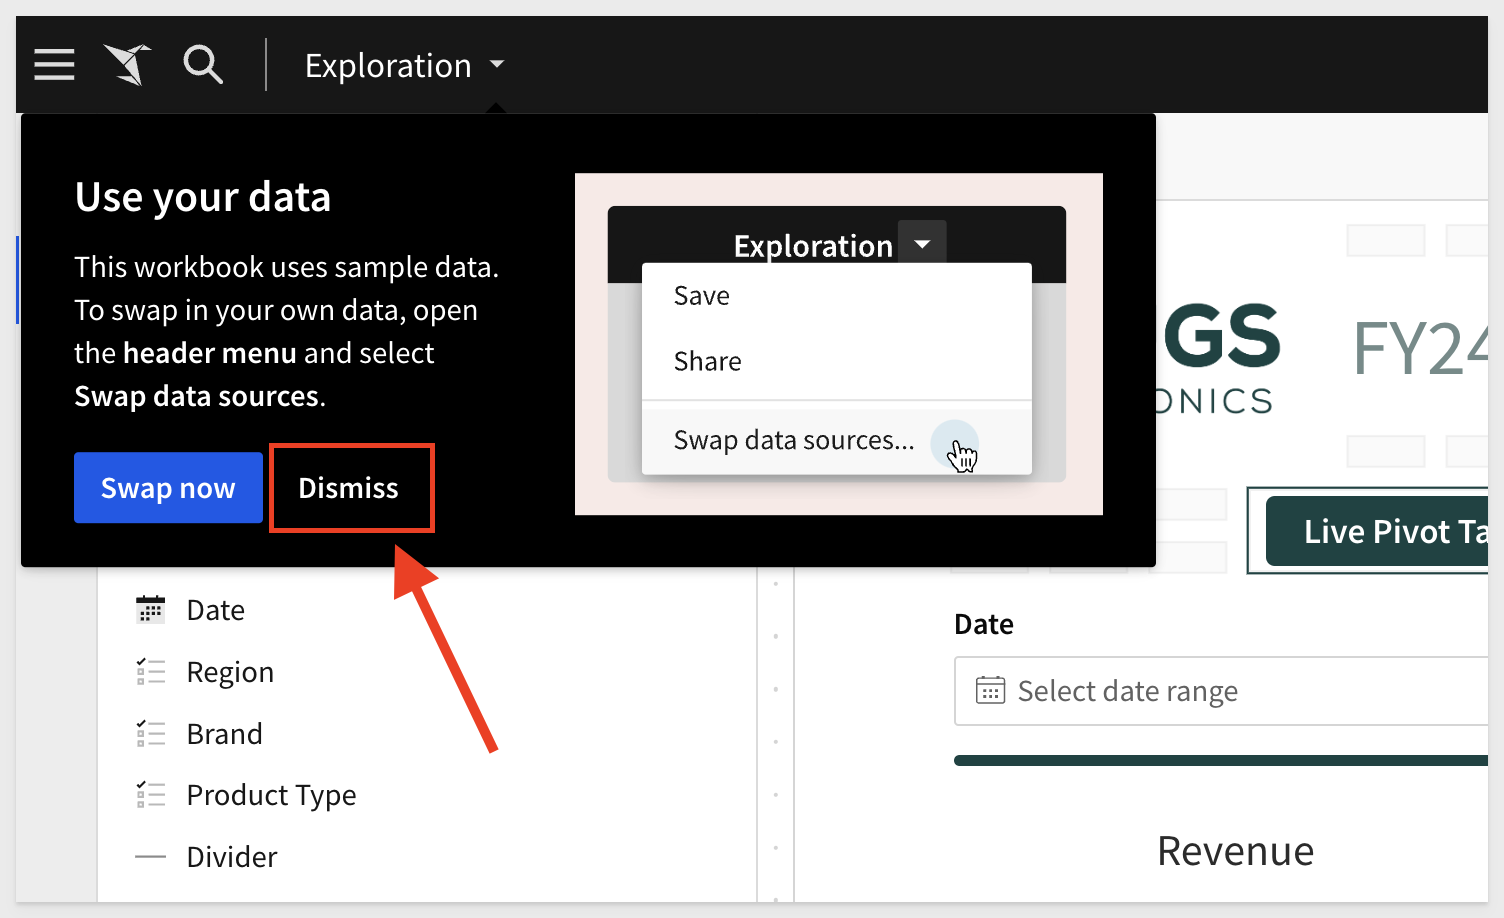 Exploration
Use your data
This workbook uses sample data.
To swap in your own data, open
the header menu and select
Swap data sources.
Swap now
Dismiss
Exploration
Save
Share
Swap data sources...
GS
ONICS
FY24
Live Pivot Ta
Date
Region
Brand
Product Type
Divider
Date
Select date range
Revenue